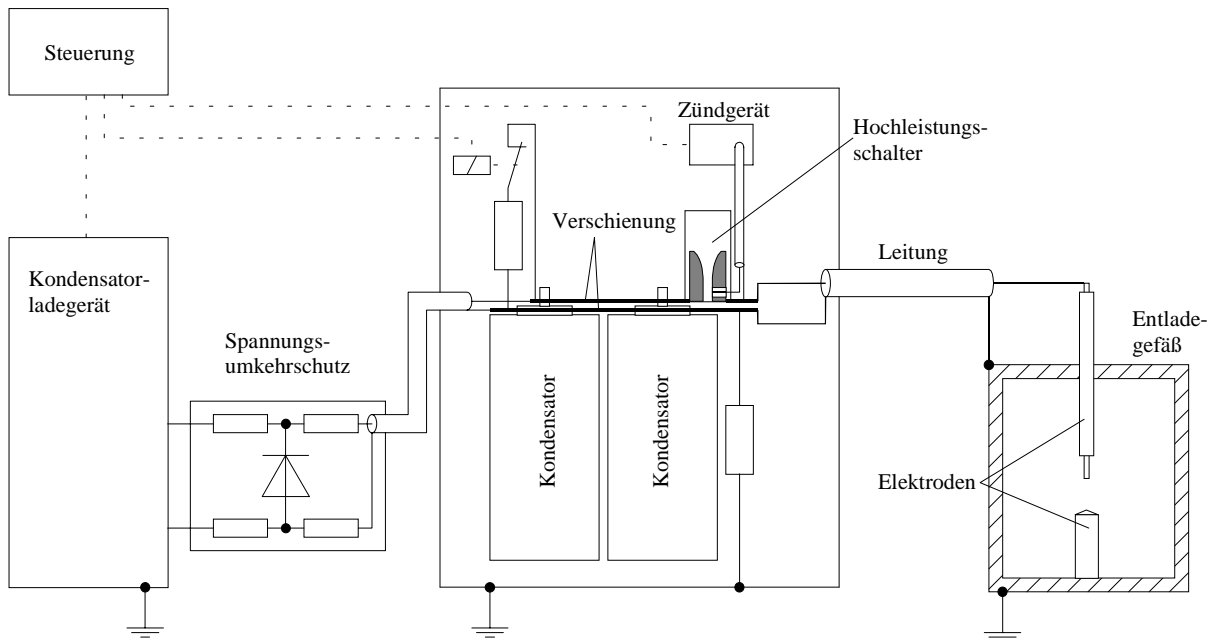 Steuerung
Zündgerät
Hochleistungs-
schalter
Verschienung
Leitung
Kondensator-
ladegerät
Spannungs-
umkehrschutz
Entlade-
gefäß
Kondensator
Kondensator
Elektroden